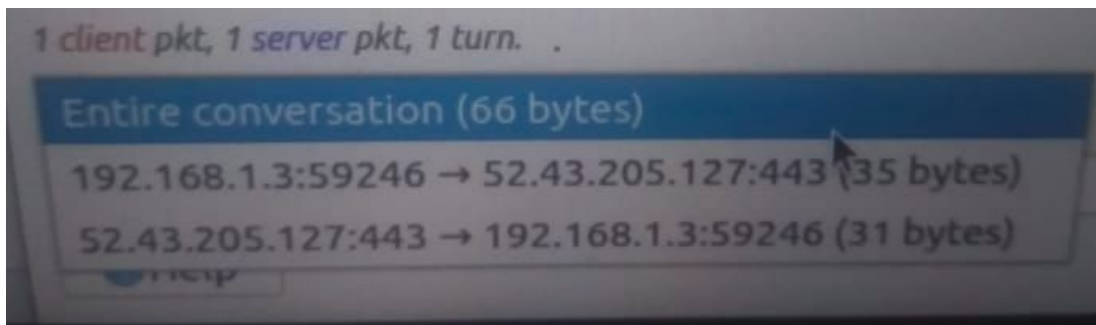 1 client pkt, 1 server pkt, 1 turn. .
Entire conversation (66 bytes)
192.168.1.3:59246 → 52.43.205.127:443 (35 bytes)
52.43.205.127:443 → 192.168.1.3:59246 (31 bytes)
Help